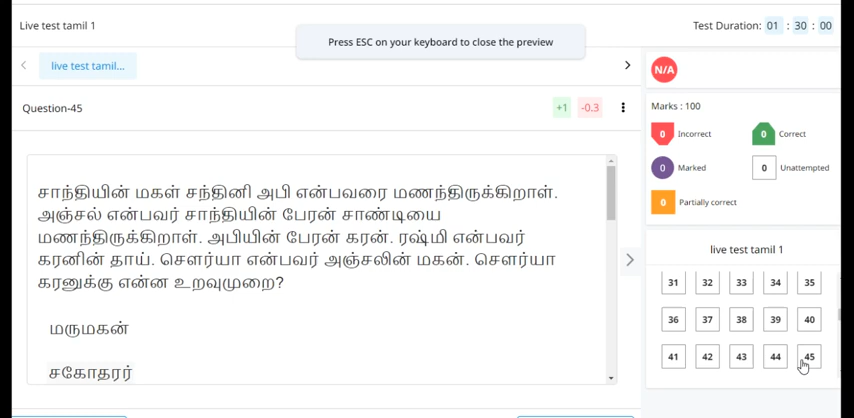 Live test tamil 1
Test Duration: 01 : 30 : 00
Press ESC on your keyboard to close the preview
live test tamil...
N/A
Question-45
+1 -0.3
Marks : 100
0 Incorrect 0 Correct
0 Marked 0 Unattempted
0 Partially correct
சாந்தியின் மகள் சந்தினி அபி என்பவரை மணந்திருக்கிறாள்.
அஞ்சல் என்பவர் சாந்தியின் பேரன் சாண்டியை
மணந்திருக்கிறாள். அபியின் பேரன் கரன். ரஷ்மி என்பவர்
கரனின் தாய். சௌர்யா என்பவர் அஞ்சலின் மகன். சௌர்யா
கரனுக்கு என்ன உறவுமுறை?
மருமகன்
சகோதரர்
live test tamil 1
31 32 33 34 35
36 37 38 39 40
41 42 43 44 45